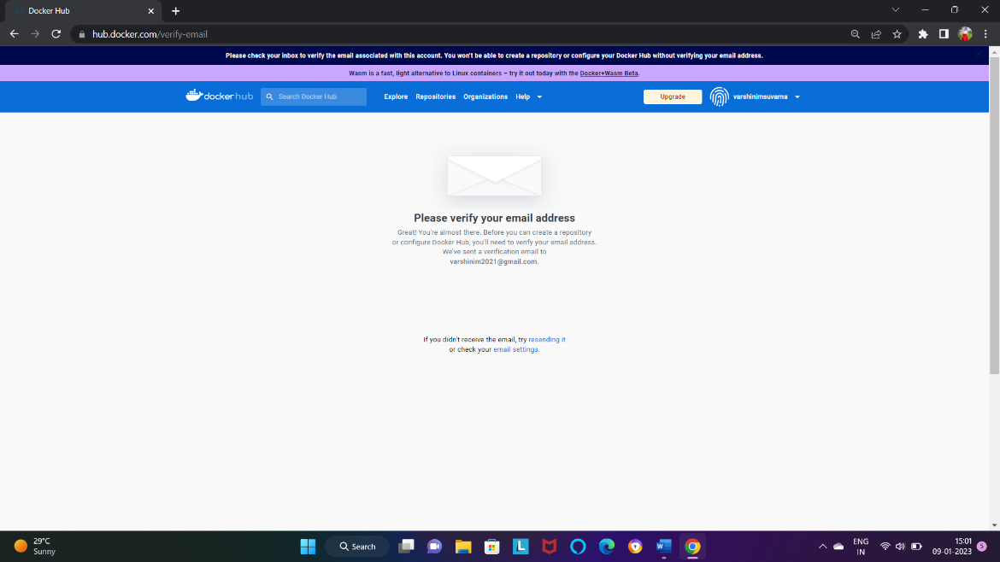 Docker Hub
hub.docker.com/verify-email
Please check your inbox to verify the email associated with this account. You won't be able to create a repository or configure your Docker Hub without verifying your email address.
Wasm is a fast, light alternative to Linux containers – try it out today with the Docker+Wasm Beta.
dockerhub
Search Docker Hub
Explore
Repositories
Organizations
Help
Upgrade
varshinimsuvarna
Please verify your email address
Great! You're almost there. Before you can create a repository
or configure Docker Hub, you'll need to verify your email address.
We've sent a verification email to
varshinim2021@gmail.com.
If you didn't receive the email, try resending it
or check your email settings.
29°C
Sunny
Search
L
W
ENG
IN
15:01
09-01-2023
5